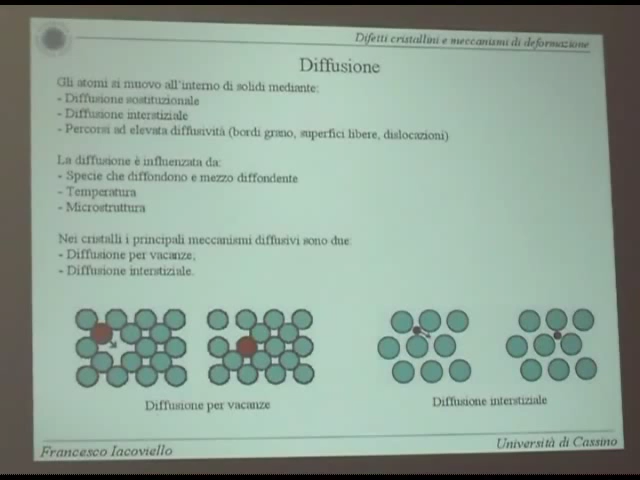 Difetti cristallini e meccanismi di deformazione
Diffusione
Gli atomi si muovo all'interno di solidi mediante:
- Diffusione sostituzionale
- Diffusione interstiziale
- Percorsi ad elevata diffusività (bordi grano, superfici libere, dislocazioni)
La diffusione è influenzata da:
- Specie che diffondono e mezzo diffondente
- Temperatura
- Microstruttura
Nei cristalli i principali meccanismi diffusivi sono due:
- Diffusione per vacanze,
- Diffusione interstiziale.
Diffusione per vacanze
Diffusione interstiziale
Francesco Iacoviello
Università di Cassino